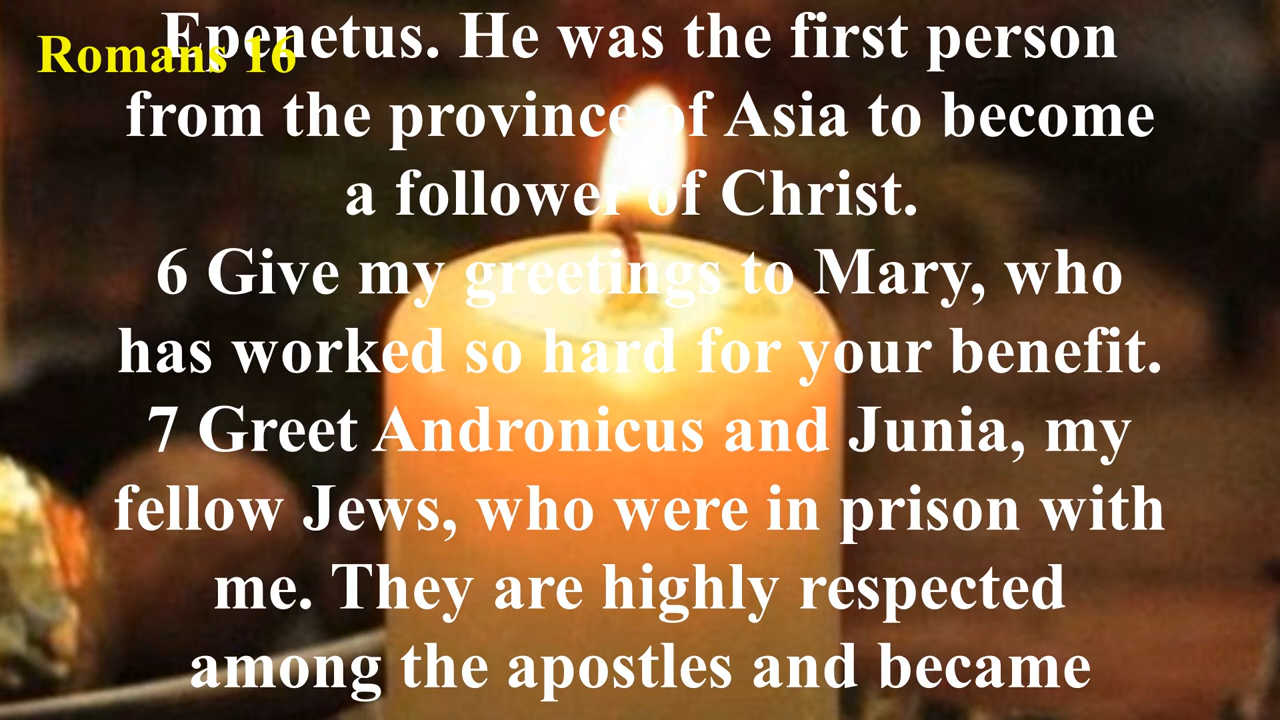 Romans 16
Epenetus. He was the first person
from the province of Asia to become
a follower of Christ.
6 Give my greetings to Mary, who
has worked so hard for your benefit.
7 Greet Andronicus and Junia, my
fellow Jews, who were in prison with
me. They are highly respected
among the apostles and became